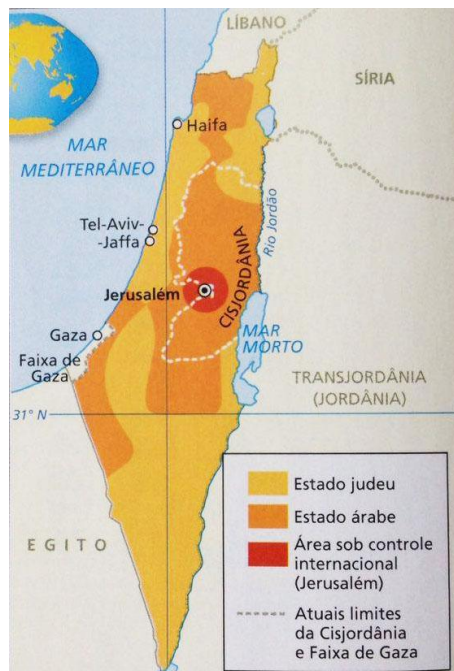 LÍBANO
SÍRIA
MAR
MEDITERRÂNEO
Haifa
Rio Jordão
Tel-Aviv-
-Jaffa
CISJORDÂNIA
Jerusalém
Gaza
MAR
MORTO
Faixa de
Gaza
TRANSJORDÂNIA
(JORDÂNIA)
31° N
EGITO
Estado judeu
Estado árabe
Área sob controle
internacional
(Jerusalém)
Atuais limites
da Cisjordânia
e Faixa de Gaza